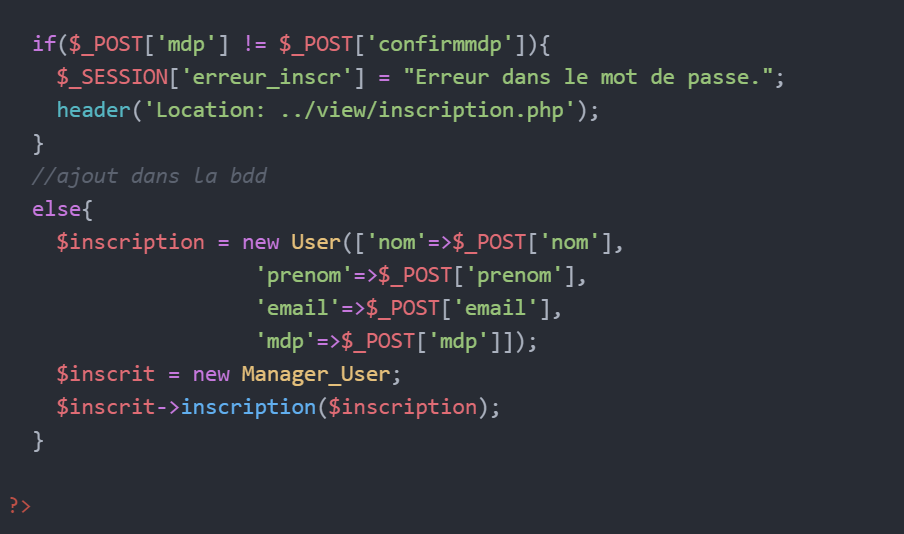 if($_POST['mdp'] != $_POST['confirmmdp']){
$_SESSION['erreur_inscr'] = "Erreur dans le mot de passe.";
header('Location: ../view/inscription.php');
}
//ajout dans la bdd
else{
$inscription = new User(['nom'=>$_POST['nom'],
'prenom'=>$_POST['prenom'],
'email'=>$_POST['email'],
'mdp'=>$_POST['mdp']]);
$inscrit = new Manager_User;
$inscrit->inscription($inscription);
}
?>